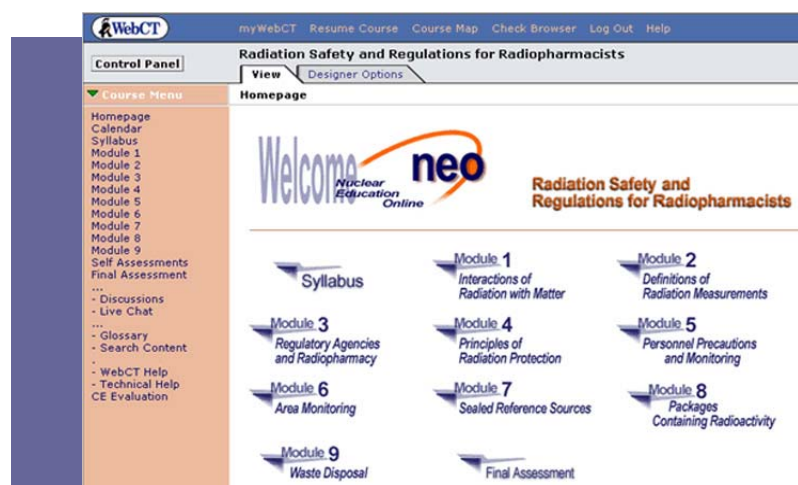 WebCT
myWebCT Resume Course Course Map Check Browser Log Out Help
Control Panel
Radiation Safety and Regulations for Radiopharmacists
View Designer Options
Course Menu
Homepage
Homepage
Calendar
Syllabus
Module 1
Module 2
Module 3
Module 4
Module 5
Module 6
Module 7
Module 8
Module 9
Self Assessments
Final Assessment
...
- Discussions
- Live Chat
...
- Glossary
- Search Content
.
- WebCT Help
- Technical Help
CE Evaluation
Welcome
neo
Nuclear
Education
Online
Radiation Safety and
Regulations for Radiopharmacists
Syllabus
Module 1
Interactions of
Radiation with Matter
Module 2
Definitions of
Radiation Measurements
Module 3
Regulatory Agencies
and Radiopharmacy
Module 4
Principles of
Radiation Protection
Module 5
Personnel Precautions
and Monitoring
Module 6
Area Monitoring
Module 7
Sealed Reference Sources
Module 8
Packages
Containing Radioactivity
Module 9
Waste Disposal
Final Assessment